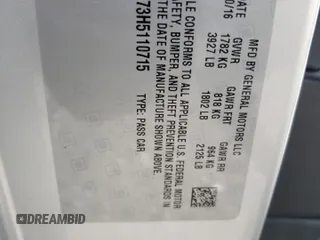 MFD BY GENERAL MOTORS LLC
DATE GVWR GAWR FRT GAWR RR
0/16 1782 KG 818 KG 964 KG
3927 LB 1802 LB 2125 LB
LE CONFORMS TO ALL APPLICABLE U.S. FEDERAL MOTOR
AFETY, BUMPER, AND THEFT PREVENTION STANDARDS IN
THE DATE OF MANUFACTURE SHOWN ABOVE.
73H5110715 TYPE: PASS CAR
DREAMBID